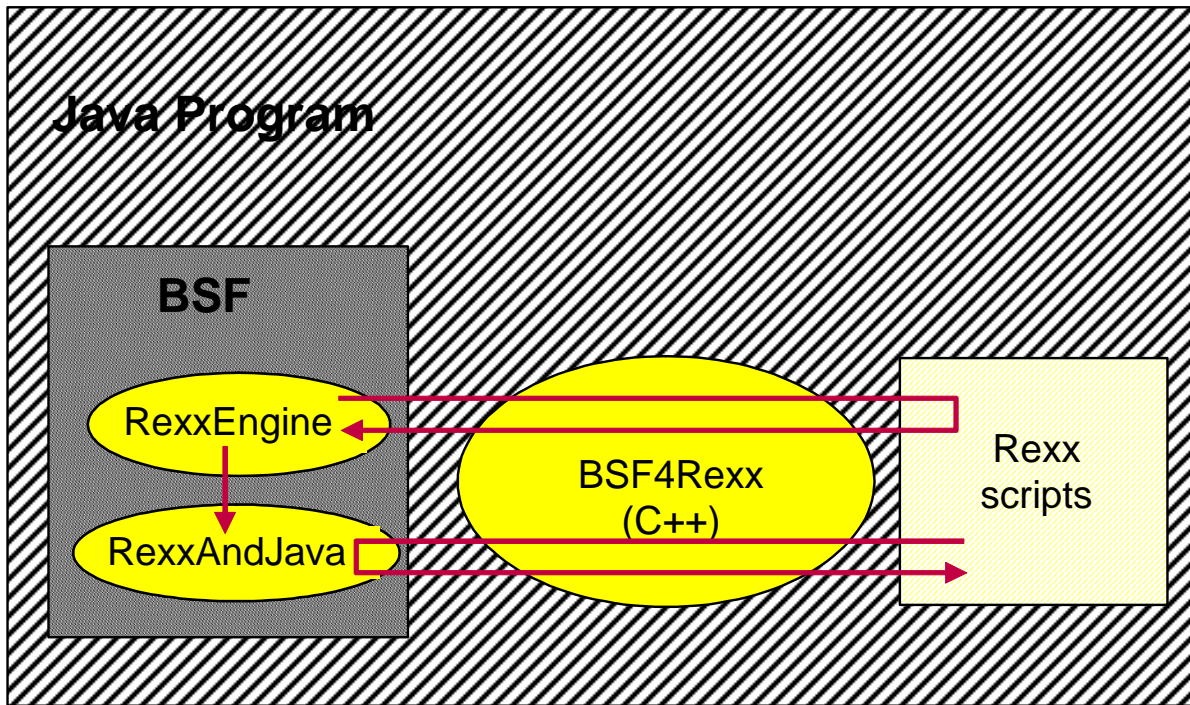 Java Program
BSF
RexxEngine
BSF4Rexx
(C++)
Rexx
scripts
RexxAndJava